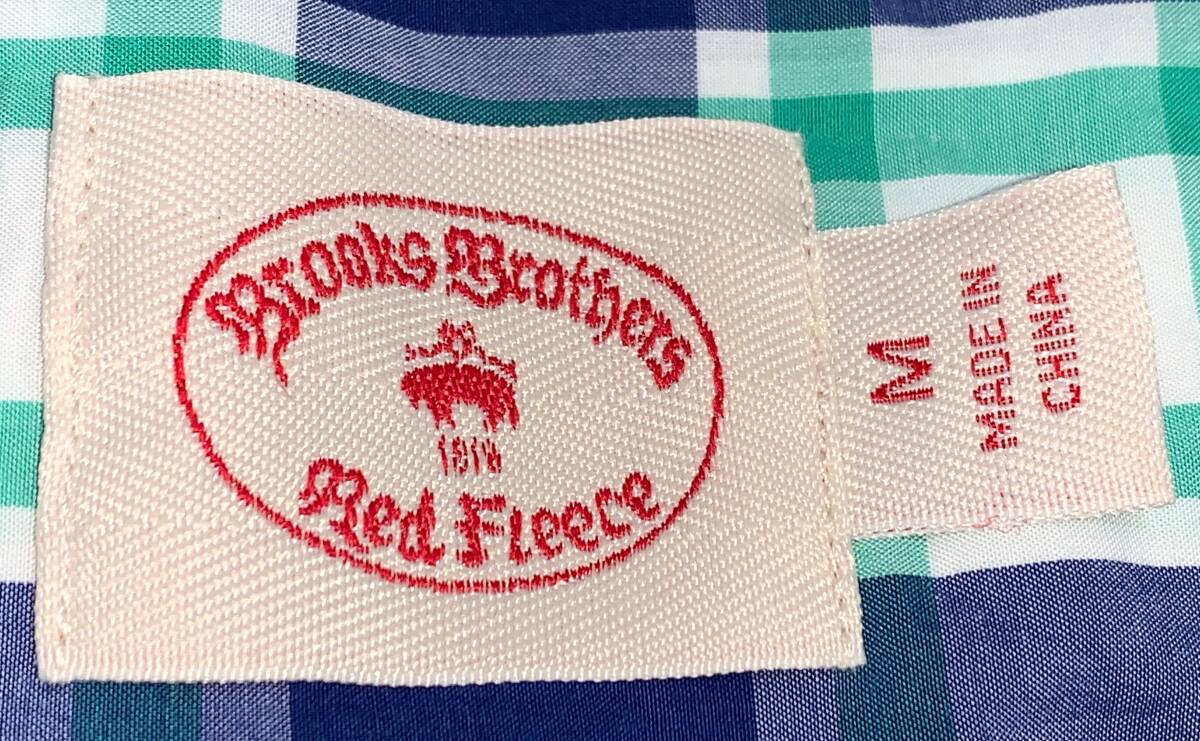 Brooks Brothers
1818
Red Fleece
M
MADE IN
CHINA